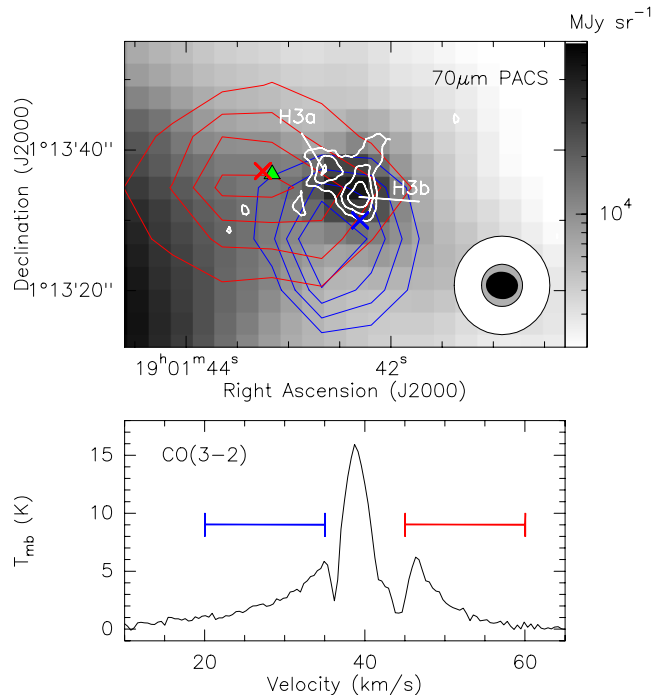 MJy sr⁻¹
70μm PACS
H3a
H3b
Declination (J2000)
1°13'40"
1°13'20"
10⁴
19ʰ01ᵐ44ˢ 42ˢ
Right Ascension (J2000)
CO(3−2)
T_mb (K)
15
10
5
0
20 40 60
Velocity (km/s)